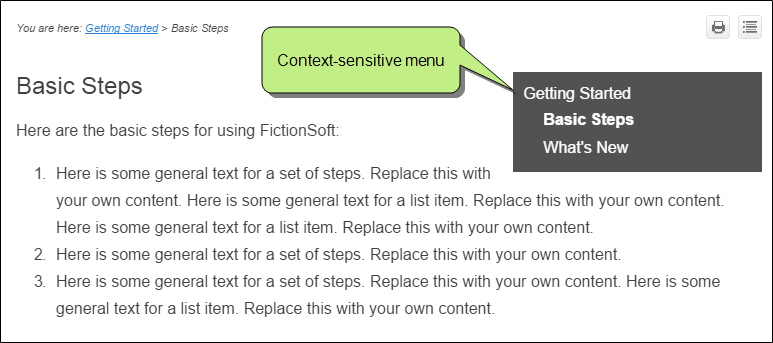 You are here: Getting Started > Basic Steps
Context-sensitive menu
Getting Started
Basic Steps
What's New
Basic Steps
Here are the basic steps for using FictionSoft:
1. Here is some general text for a set of steps. Replace this with
your own content. Here is some general text for a list item. Replace this with your own content.
Here is some general text for a list item. Replace this with your own content.
2. Here is some general text for a set of steps. Replace this with your own content.
3. Here is some general text for a set of steps. Replace this with your own content. Here is some
general text for a list item. Replace this with your own content.